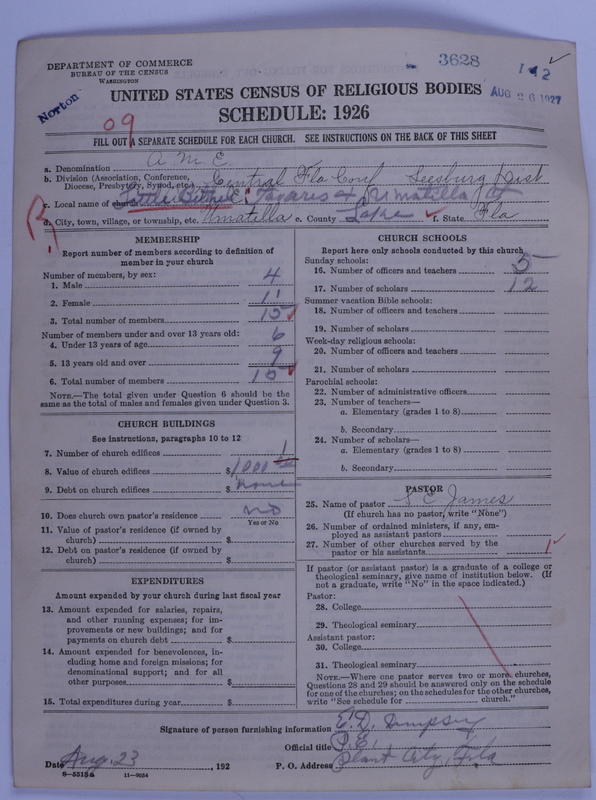 DEPARTMENT OF COMMERCE
BUREAU OF THE CENSUS
WASHINGTON
3628
1 2
AUG 26 1927
Norton
UNITED STATES CENSUS OF RELIGIOUS BODIES
SCHEDULE: 1926
09
FILL OUT A SEPARATE SCHEDULE FOR EACH CHURCH. SEE INSTRUCTIONS ON THE BACK OF THIS SHEET
a. Denomination A M E
b. Division (Association, Conference, Diocese, Presbytery, Synod, etc.) Central Fla Conf Leesburg Dist
c. Local name of church Little Bethel Tavares & Umatilla
d. City, town, village, or township, etc. Umatilla e. County Lake f. State Fla
MEMBERSHIP
Report number of members according to definition of
member in your church
Number of members, by sex:
1. Male 4
2. Female 11
3. Total number of members 15
Number of members under and over 13 years old:
4. Under 13 years of age 6
5. 13 years old and over 9
6. Total number of members 15
NOTE.—The total given under Question 6 should be
same as the total of males and females given under Question 3.
CHURCH BUILDINGS
See instructions, paragraphs 10 to 12
7. Number of church edifices 1
8. Value of church edifices $1000
9. Debt on church edifices $ none
10. Does church own pastor's residence no
Yes or No
11. Value of pastor's residence (if owned by
church) $
12. Debt on pastor's residence (if owned by
church) $
EXPENDITURES
Amount expended by your church during last fiscal year
13. Amount expended for salaries, repairs,
and other running expenses; for im-
provements or new buildings; and for
payments on church debt $
14. Amount expended for benevolences, in-
cluding home and foreign missions; for
denominational support; and for all
other purposes $
15. Total expenditures during year $
CHURCH SCHOOLS
Report here only schools conducted by this church
Sunday schools:
16. Number of officers and teachers 5
17. Number of scholars 12
Summer vacation Bible schools:
18. Number of officers and teachers
19. Number of scholars
Week-day religious schools:
20. Number of officers and teachers
21. Number of scholars
Parochial schools:
22. Number of administrative officers
23. Number of teachers—
a. Elementary (grades 1 to 8)
b. Secondary
24. Number of scholars—
a. Elementary (grades 1 to 8)
b. Secondary
PASTOR
25. Name of pastor S E James
(If church has no pastor, write "None")
26. Number of ordained ministers, if any, em-
ployed as assistant pastors
27. Number of other churches served by the
pastor or his assistants 1
If pastor (or assistant pastor) is a graduate of a college or
theological seminary, give name of institution below. (If
not a graduate, write "No" in the space indicated.)
Pastor:
28. College
29. Theological seminary
Assistant pastor:
30. College
31. Theological seminary
NOTE.—Where one pastor serves two or more churches,
Questions 28 and 29 should be answered only on the schedule
for one of the churches; on the schedules for the other churches,
write "See schedule for church."
Signature of person furnishing information E. D. Dempsey
Official title P. E.
Date Aug. 23, 192 P. O. Address Plant City, Fla
8—5513a 11—9034